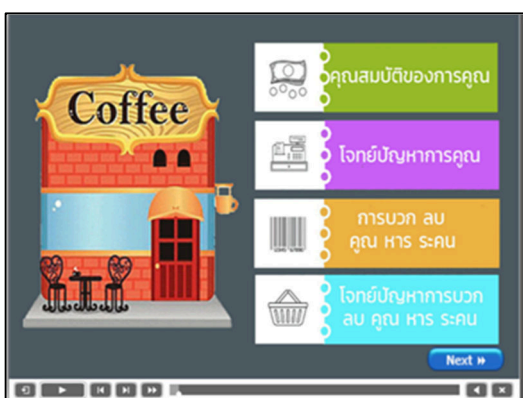 Coffee
คุณสมบัติของการคูณ
โจทย์ปัญหาการคูณ
การบวก ลบ
คูณ หาร ระคน
โจทย์ปัญหาการบวก
ลบ คูณ หาร ระคน
Next »